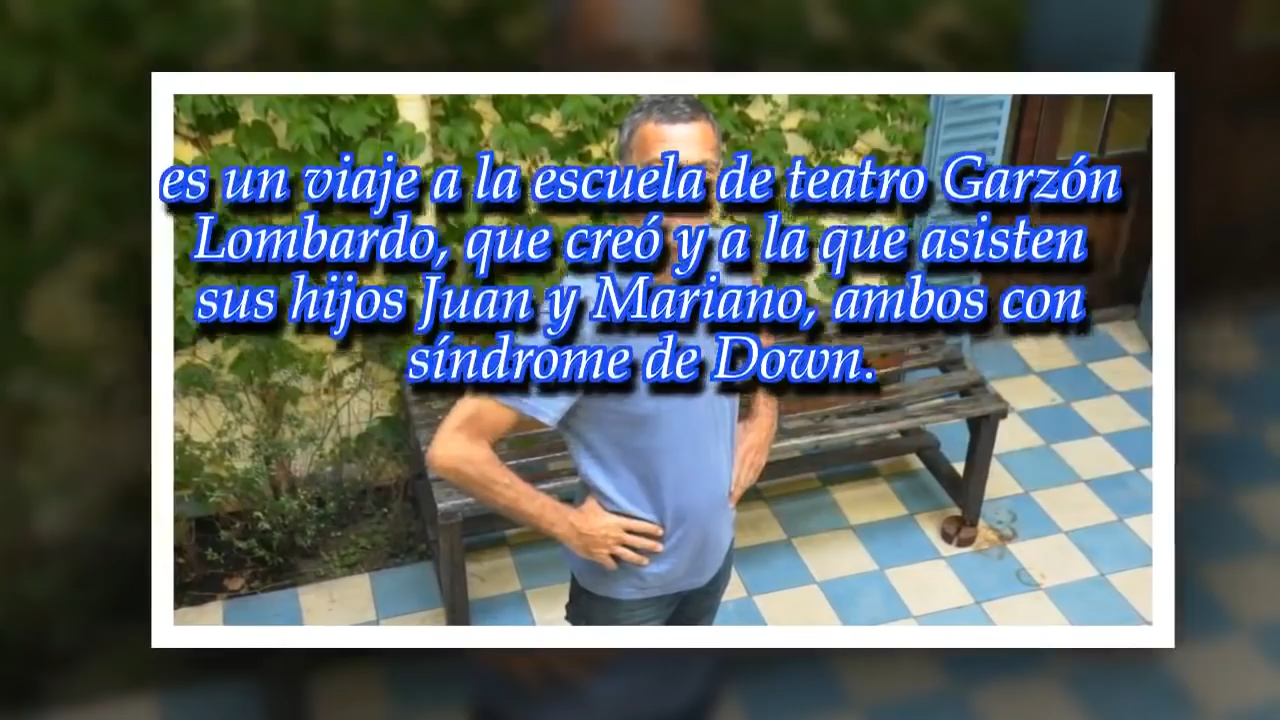 es un viaje a la escuela de teatro Garzón
Lombardo, que creó y a la que asisten
sus hijos Juan y Mariano, ambos con
síndrome de Down.